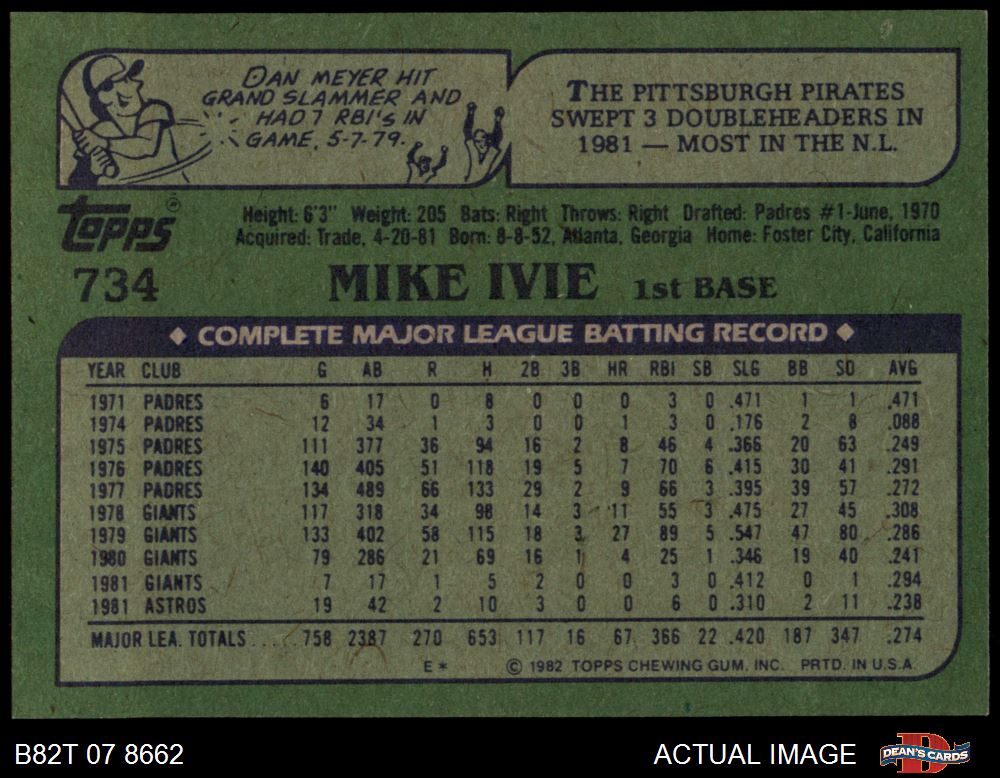 DAN MEYER HIT
GRAND SLAMMER AND
HAD 7 RBI'S IN
GAME, 5-7-79.
THE PITTSBURGH PIRATES
SWEPT 3 DOUBLEHEADERS IN
1981 — MOST IN THE N.L.
topps®
Height: 6'3" Weight: 205 Bats: Right Throws: Right Drafted: Padres #1-June, 1970
Acquired: Trade, 4-20-81 Born: 8-8-52, Atlanta, Georgia Home: Foster City, California
734 MIKE IVIE 1st BASE
◆ COMPLETE MAJOR LEAGUE BATTING RECORD ◆
YEAR CLUB G AB R H 2B 3B HR RBI SB SLG BB SO AVG
1971 PADRES 6 17 0 8 0 0 0 3 0 .471 1 1 .471
1974 PADRES 12 34 1 3 0 0 1 3 0 .176 2 8 .088
1975 PADRES 111 377 36 94 16 2 8 46 4 .366 20 63 .249
1976 PADRES 140 405 51 118 19 5 7 70 6 .415 30 41 .291
1977 PADRES 134 489 66 133 29 2 9 66 3 .395 39 57 .272
1978 GIANTS 117 318 34 98 14 3 11 55 3 .475 27 45 .308
1979 GIANTS 133 402 58 115 18 3 27 89 5 .547 47 80 .286
1980 GIANTS 79 286 21 69 16 1 4 25 1 .346 19 40 .241
1981 GIANTS 7 17 1 5 2 0 0 3 0 .412 0 1 .294
1981 ASTROS 19 42 2 10 3 0 0 6 0 .310 2 11 .238
MAJOR LEA. TOTALS..... 758 2387 270 653 117 16 67 366 22 .420 187 347 .274
E* © 1982 TOPPS CHEWING GUM. INC. PRTD. IN U.S.A.
B82T 07 8662 ACTUAL IMAGE DEAN'S CARDS